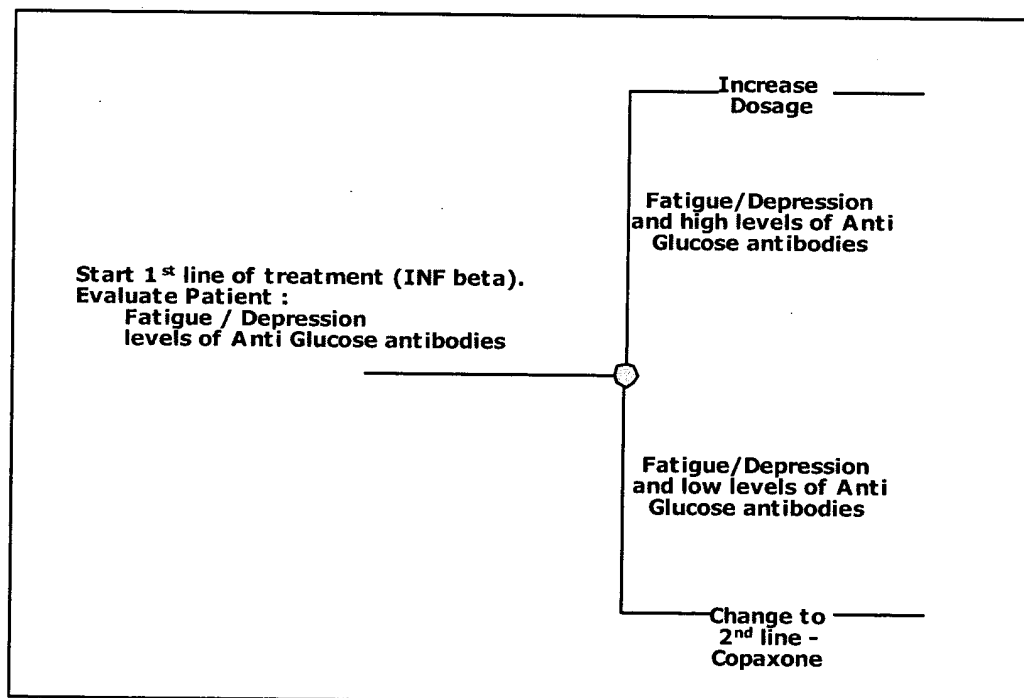 Increase
Dosage
Fatigue/Depression
and high levels of Anti
Glucose antibodies
Start 1st line of treatment (INF beta).
Evaluate Patient :
Fatigue / Depression
levels of Anti Glucose antibodies
Fatigue/Depression
and low levels of Anti
Glucose antibodies
Change to
2nd line -
Copaxone